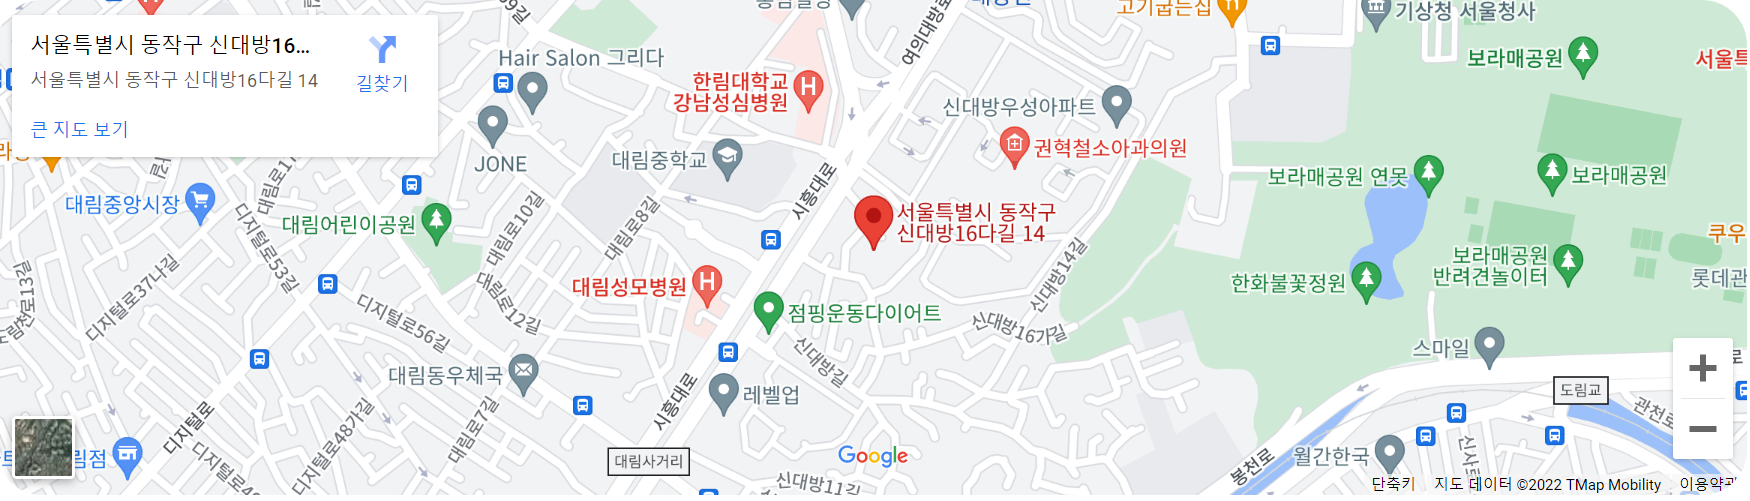 서울특별시 동작구 신대방16...
서울특별시 동작구 신대방16다길 14
길찾기
큰 지도 보기
Hair Salon 그리다
한림대학교
강남성심병원
여의대방로
고기굽는집
기상청 서울청사
보라매공원
서울특
신대방우성아파트
권혁철소아과의원
JONE
대림중학교
대림중앙시장
대림로17
디지털로53길
대림어린이공원
대림로10길
대림로8길
시흥대로
서울특별시 동작구
신대방16다길 14
보라매공원 연못
보라매공원
쿠우
보라매공원
반려견놀이터
롯데관
한화불꽃정원
신대방14길
디지털로37나길
대림로12길
대림성모병원
점핑운동다이어트
신대방16가길
디지털로56길
신대방길
스마일
대림동우체국
레벨업
시흥대로
도림교
관천로
디지털로
디지털로48가길
대림로7길
대림사거리
Google
신대방11길
봉천로
월간한국
림점
단축키
지도 데이터 ©2022 TMap Mobility
이용약관